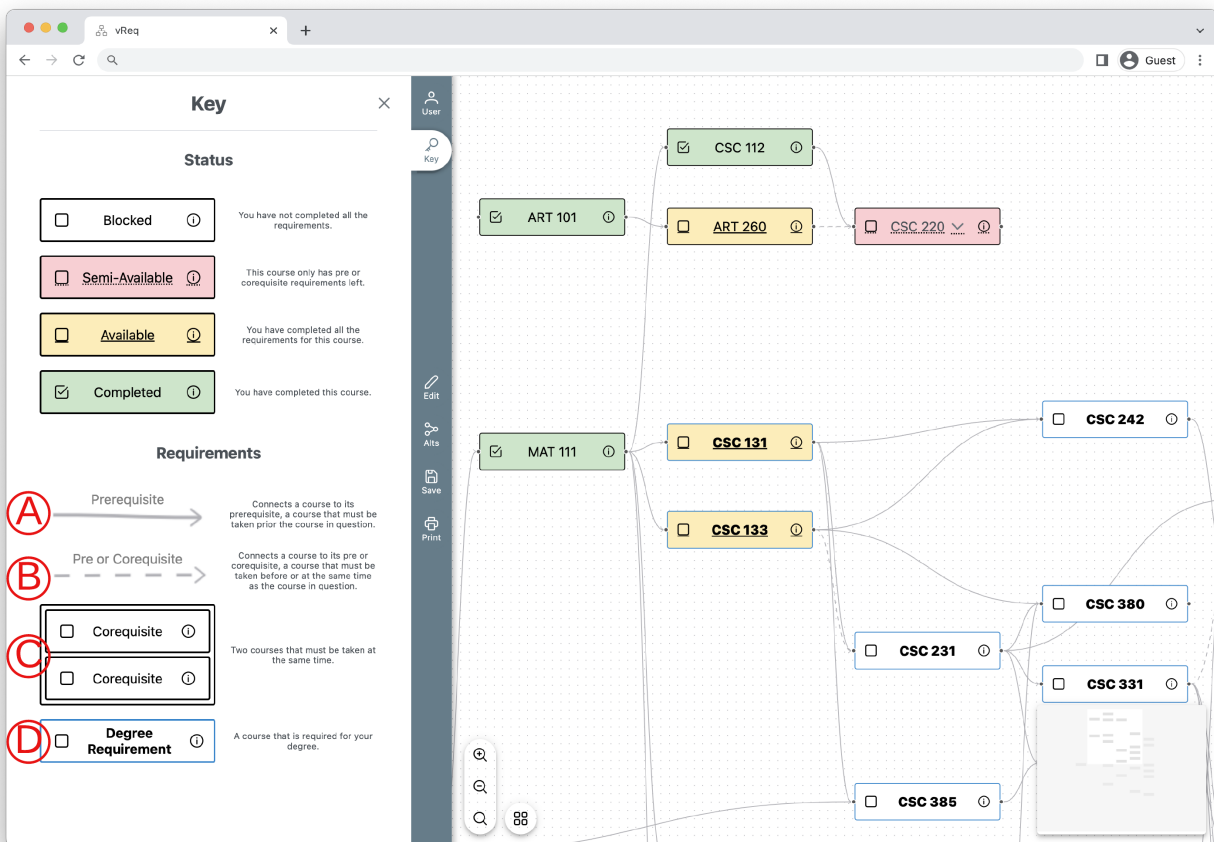 vReq
Guest
Key
Status
Blocked
You have not completed all the
requirements.
Semi-Available
This course only has pre or
corequisite requirements left.
Available
You have completed all the
requirements for this course.
Completed
You have completed this course.
Requirements
A
Prerequisite
Connects a course to its
prerequisite, a course that must be
taken prior the course in question.
B
Pre or Corequisite
Connects a course to its pre or
corequisite, a course that must be
taken before or at the same time
as the course in question.
C
Corequisite
Corequisite
Two courses that must be taken at
the same time.
D
Degree
Requirement
A course that is required for your
degree.
User
Key
Edit
Alts
Save
Print
CSC 112
ART 101
ART 260
CSC 220
MAT 111
CSC 131
CSC 133
CSC 242
CSC 380
CSC 231
CSC 331
CSC 385